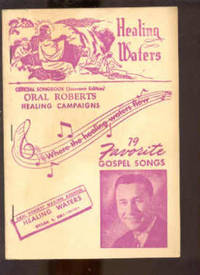 Healing
Waters
OFFICIAL SONGBOOK (Souvenir Edition)
ORAL ROBERTS
HEALING CAMPAIGNS
Where the healing waters flow
79
Favorite
GOSPEL SONGS
HEALING WATERS